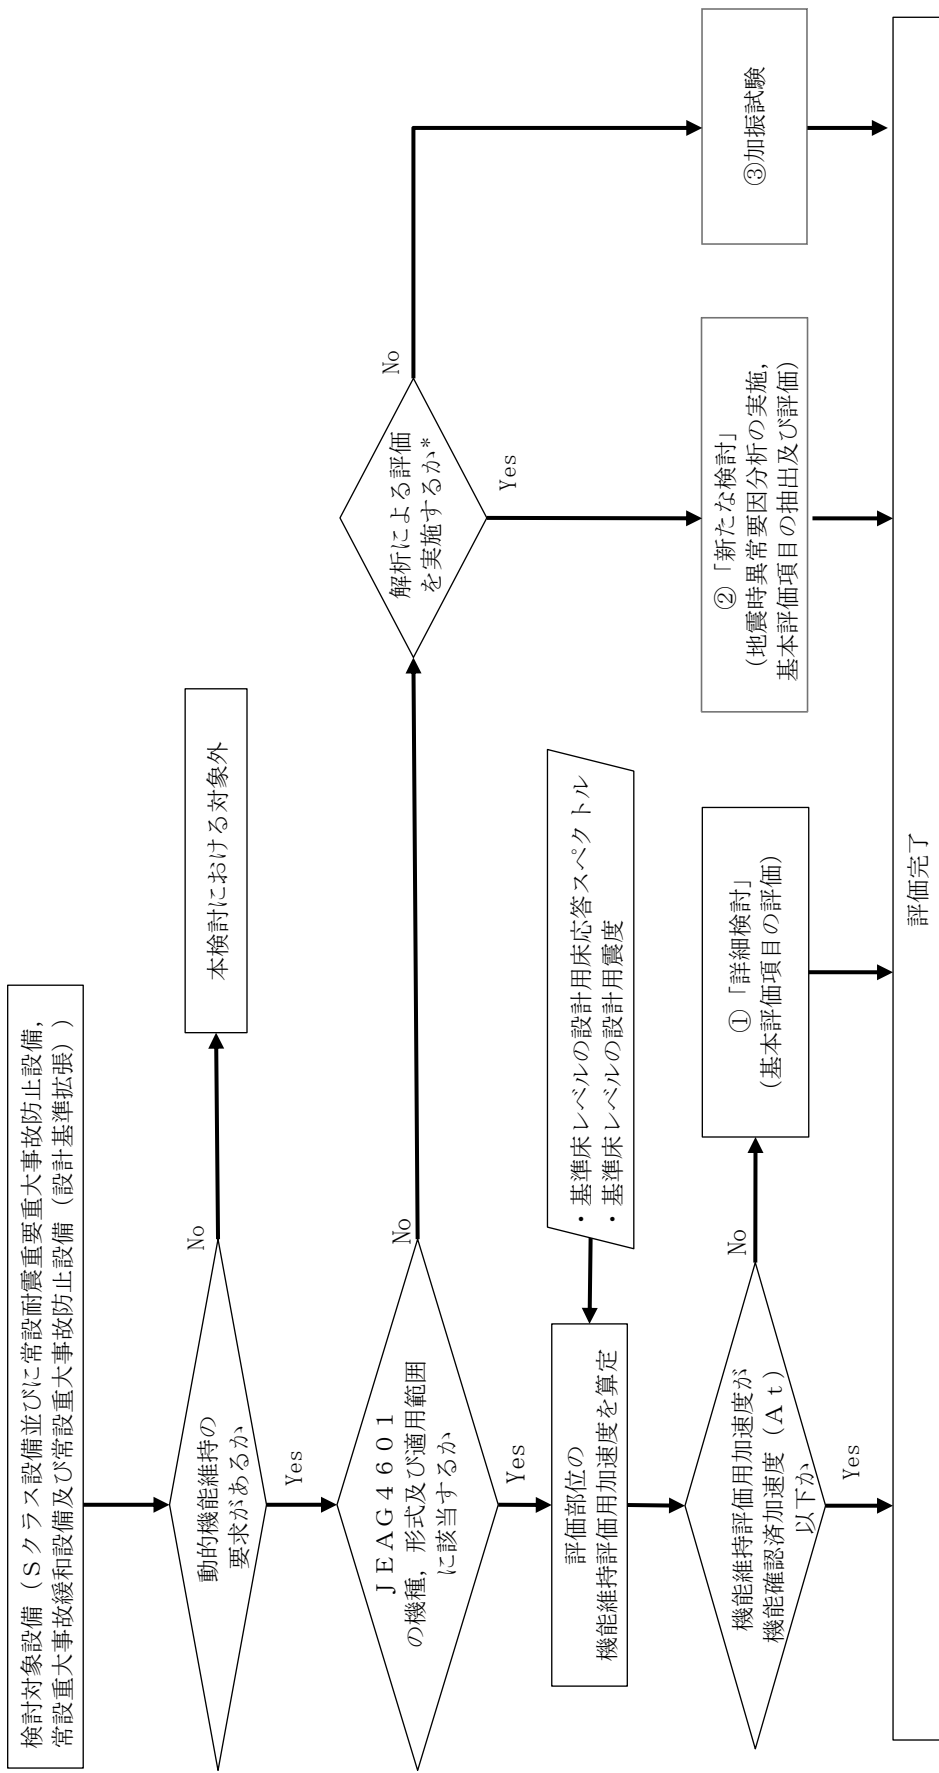 検討対象設備（Ｓクラス設備並びに常設耐震重要重大事故防止設備，
常設重大事故緩和設備及び常設重大事故防止設備（設計基準拡張））
動的機能維持の
要求があるか
No
本検討における対象外
Yes
ＪＥＡＧ４６０１
の機種，形式及び適用範囲
に該当するか
No
解析による評価
を実施するか*
No
Yes
Yes
評価部位の
機能維持評価用加速度を算定
・基準床レベルの設計用床応答スペクトル
・基準床レベルの設計用震度
機能維持評価用加速度が
機能確認済加速度（Ａｔ）
以下か
No
Yes
①「詳細検討」
(基本評価項目の評価)
②「新たな検討」
(地震時異常要因分析の実施，
基本評価項目の抽出及び評価)
③加振試験
評価完了